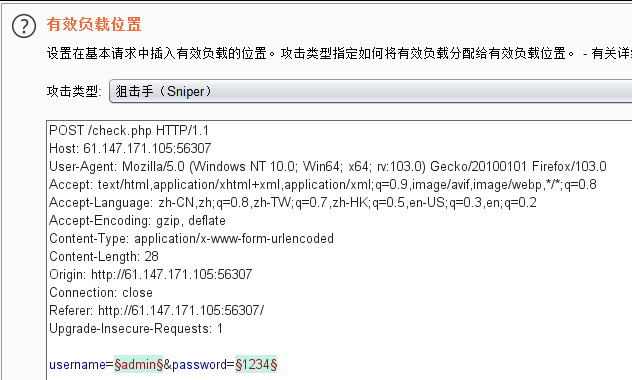 ?
有效负载位置
设置在基本请求中插入有效负载的位置。攻击类型指定如何将有效负载分配给有效负载位置。 - 有关详
攻击类型: 狙击手（Sniper）
POST /check.php HTTP/1.1
Host: 61.147.171.105:56307
User-Agent: Mozilla/5.0 (Windows NT 10.0; Win64; x64; rv:103.0) Gecko/20100101 Firefox/103.0
Accept: text/html,application/xhtml+xml,application/xml;q=0.9,image/avif,image/webp,*/*;q=0.8
Accept-Language: zh-CN,zh;q=0.8,zh-TW;q=0.7,zh-HK;q=0.5,en-US;q=0.3,en;q=0.2
Accept-Encoding: gzip, deflate
Content-Type: application/x-www-form-urlencoded
Content-Length: 28
Origin: http://61.147.171.105:56307
Connection: close
Referer: http://61.147.171.105:56307/
Upgrade-Insecure-Requests: 1
username=§admin§&password=§1234§